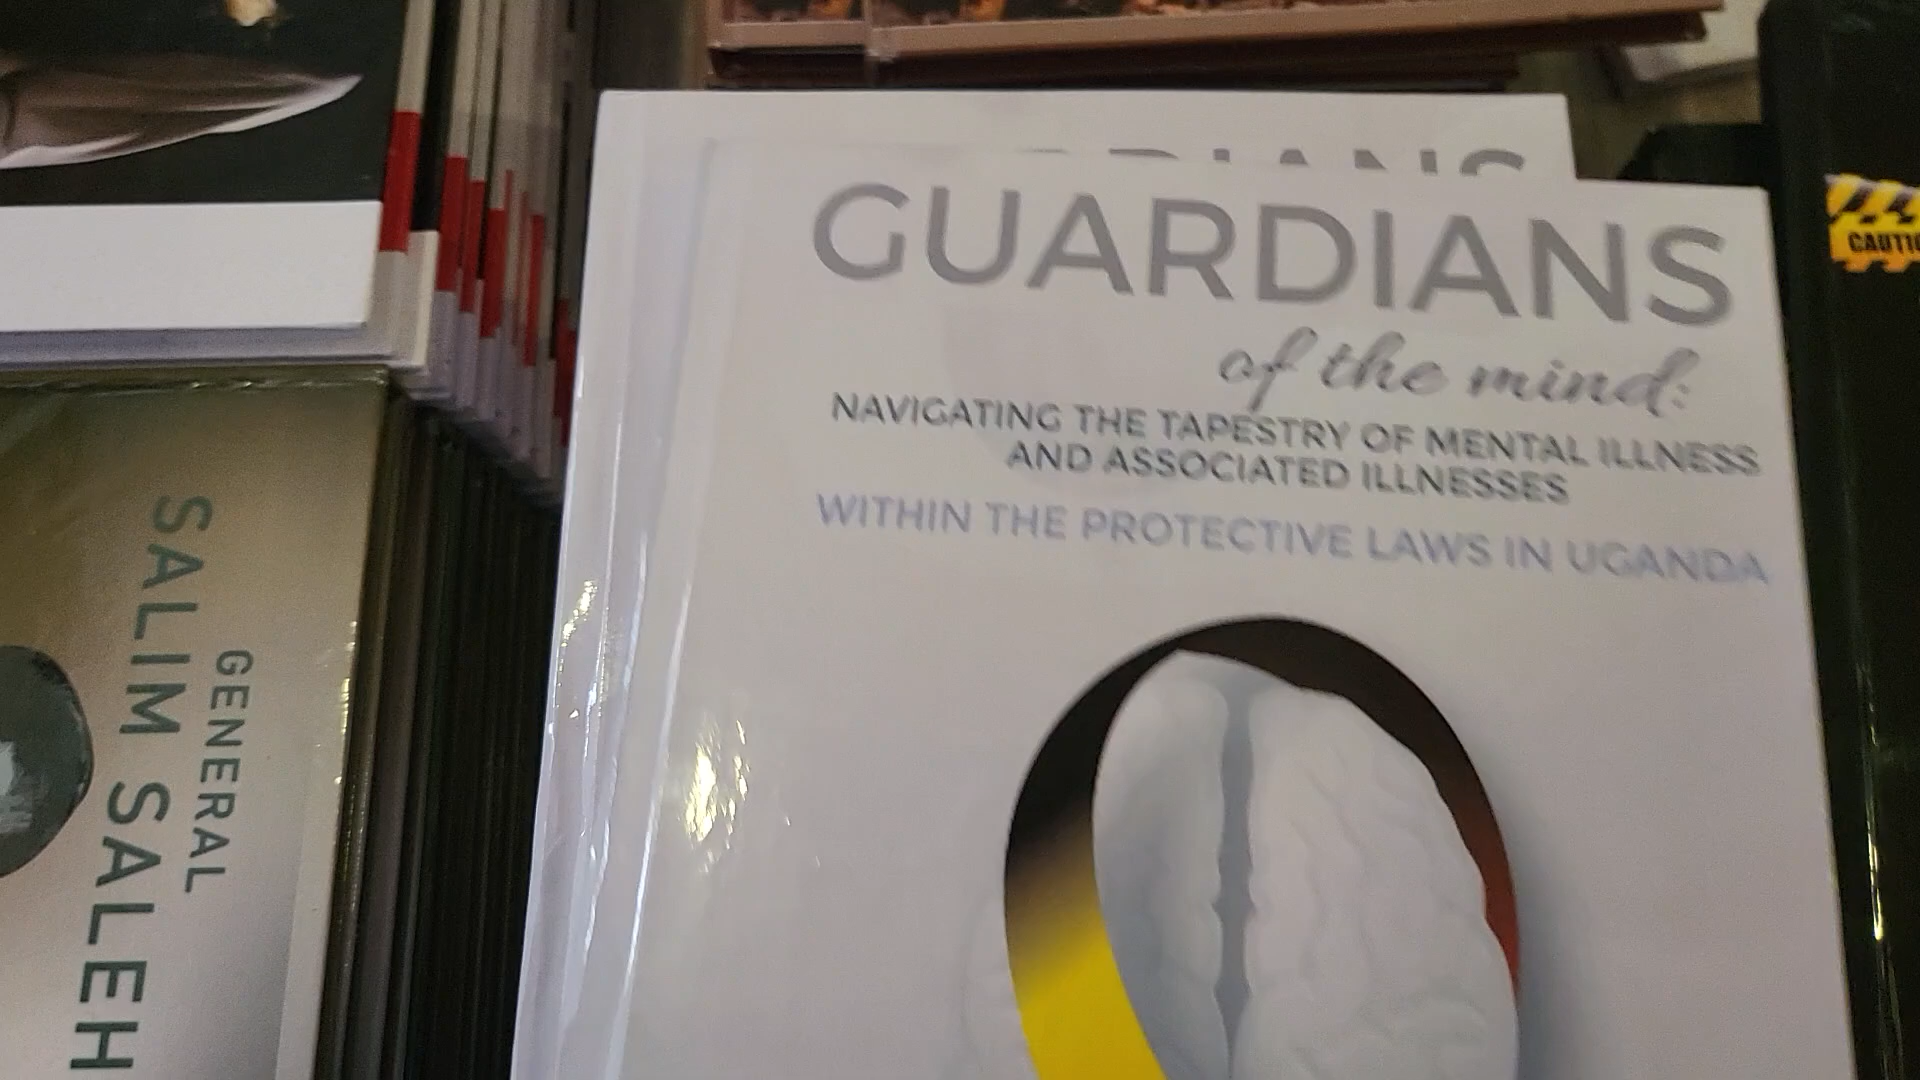 GUARDIANS
of the mind:
NAVIGATING THE TAPESTRY OF MENTAL ILLNESS
AND ASSOCIATED ILLNESSES
WITHIN THE PROTECTIVE LAWS IN UGANDA
GENERAL
SALIM SALEH